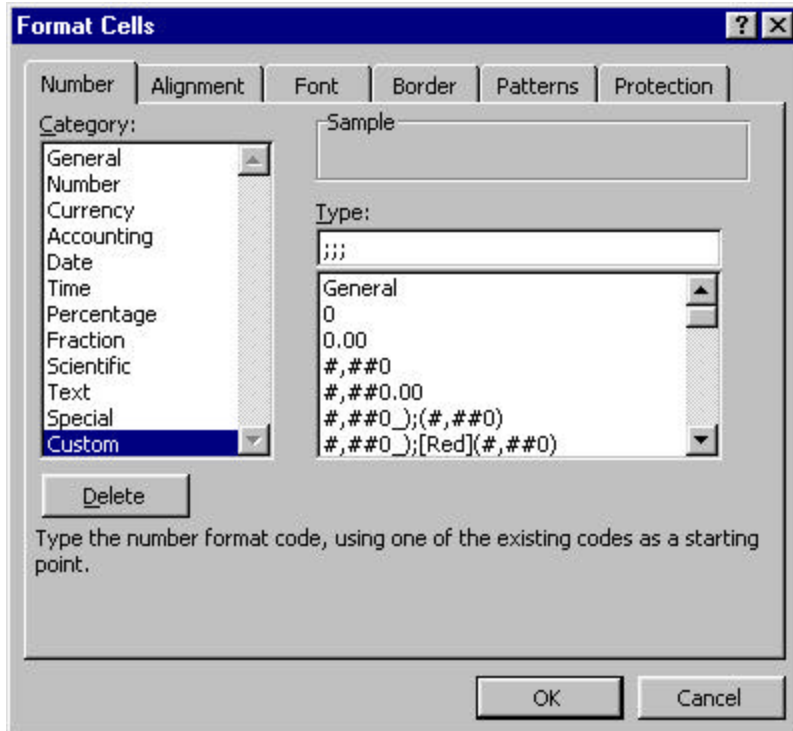 Format Cells
Number Alignment Font Border Patterns Protection
Category:
General
Number
Currency
Accounting
Date
Time
Percentage
Fraction
Scientific
Text
Special
Custom
Sample
Type:
;;;
General
0
0.00
#,##0
#,##0.00
#,##0_);(#,##0)
#,##0_);[Red](#,##0)
Delete
Type the number format code, using one of the existing codes as a starting
point.
OK Cancel